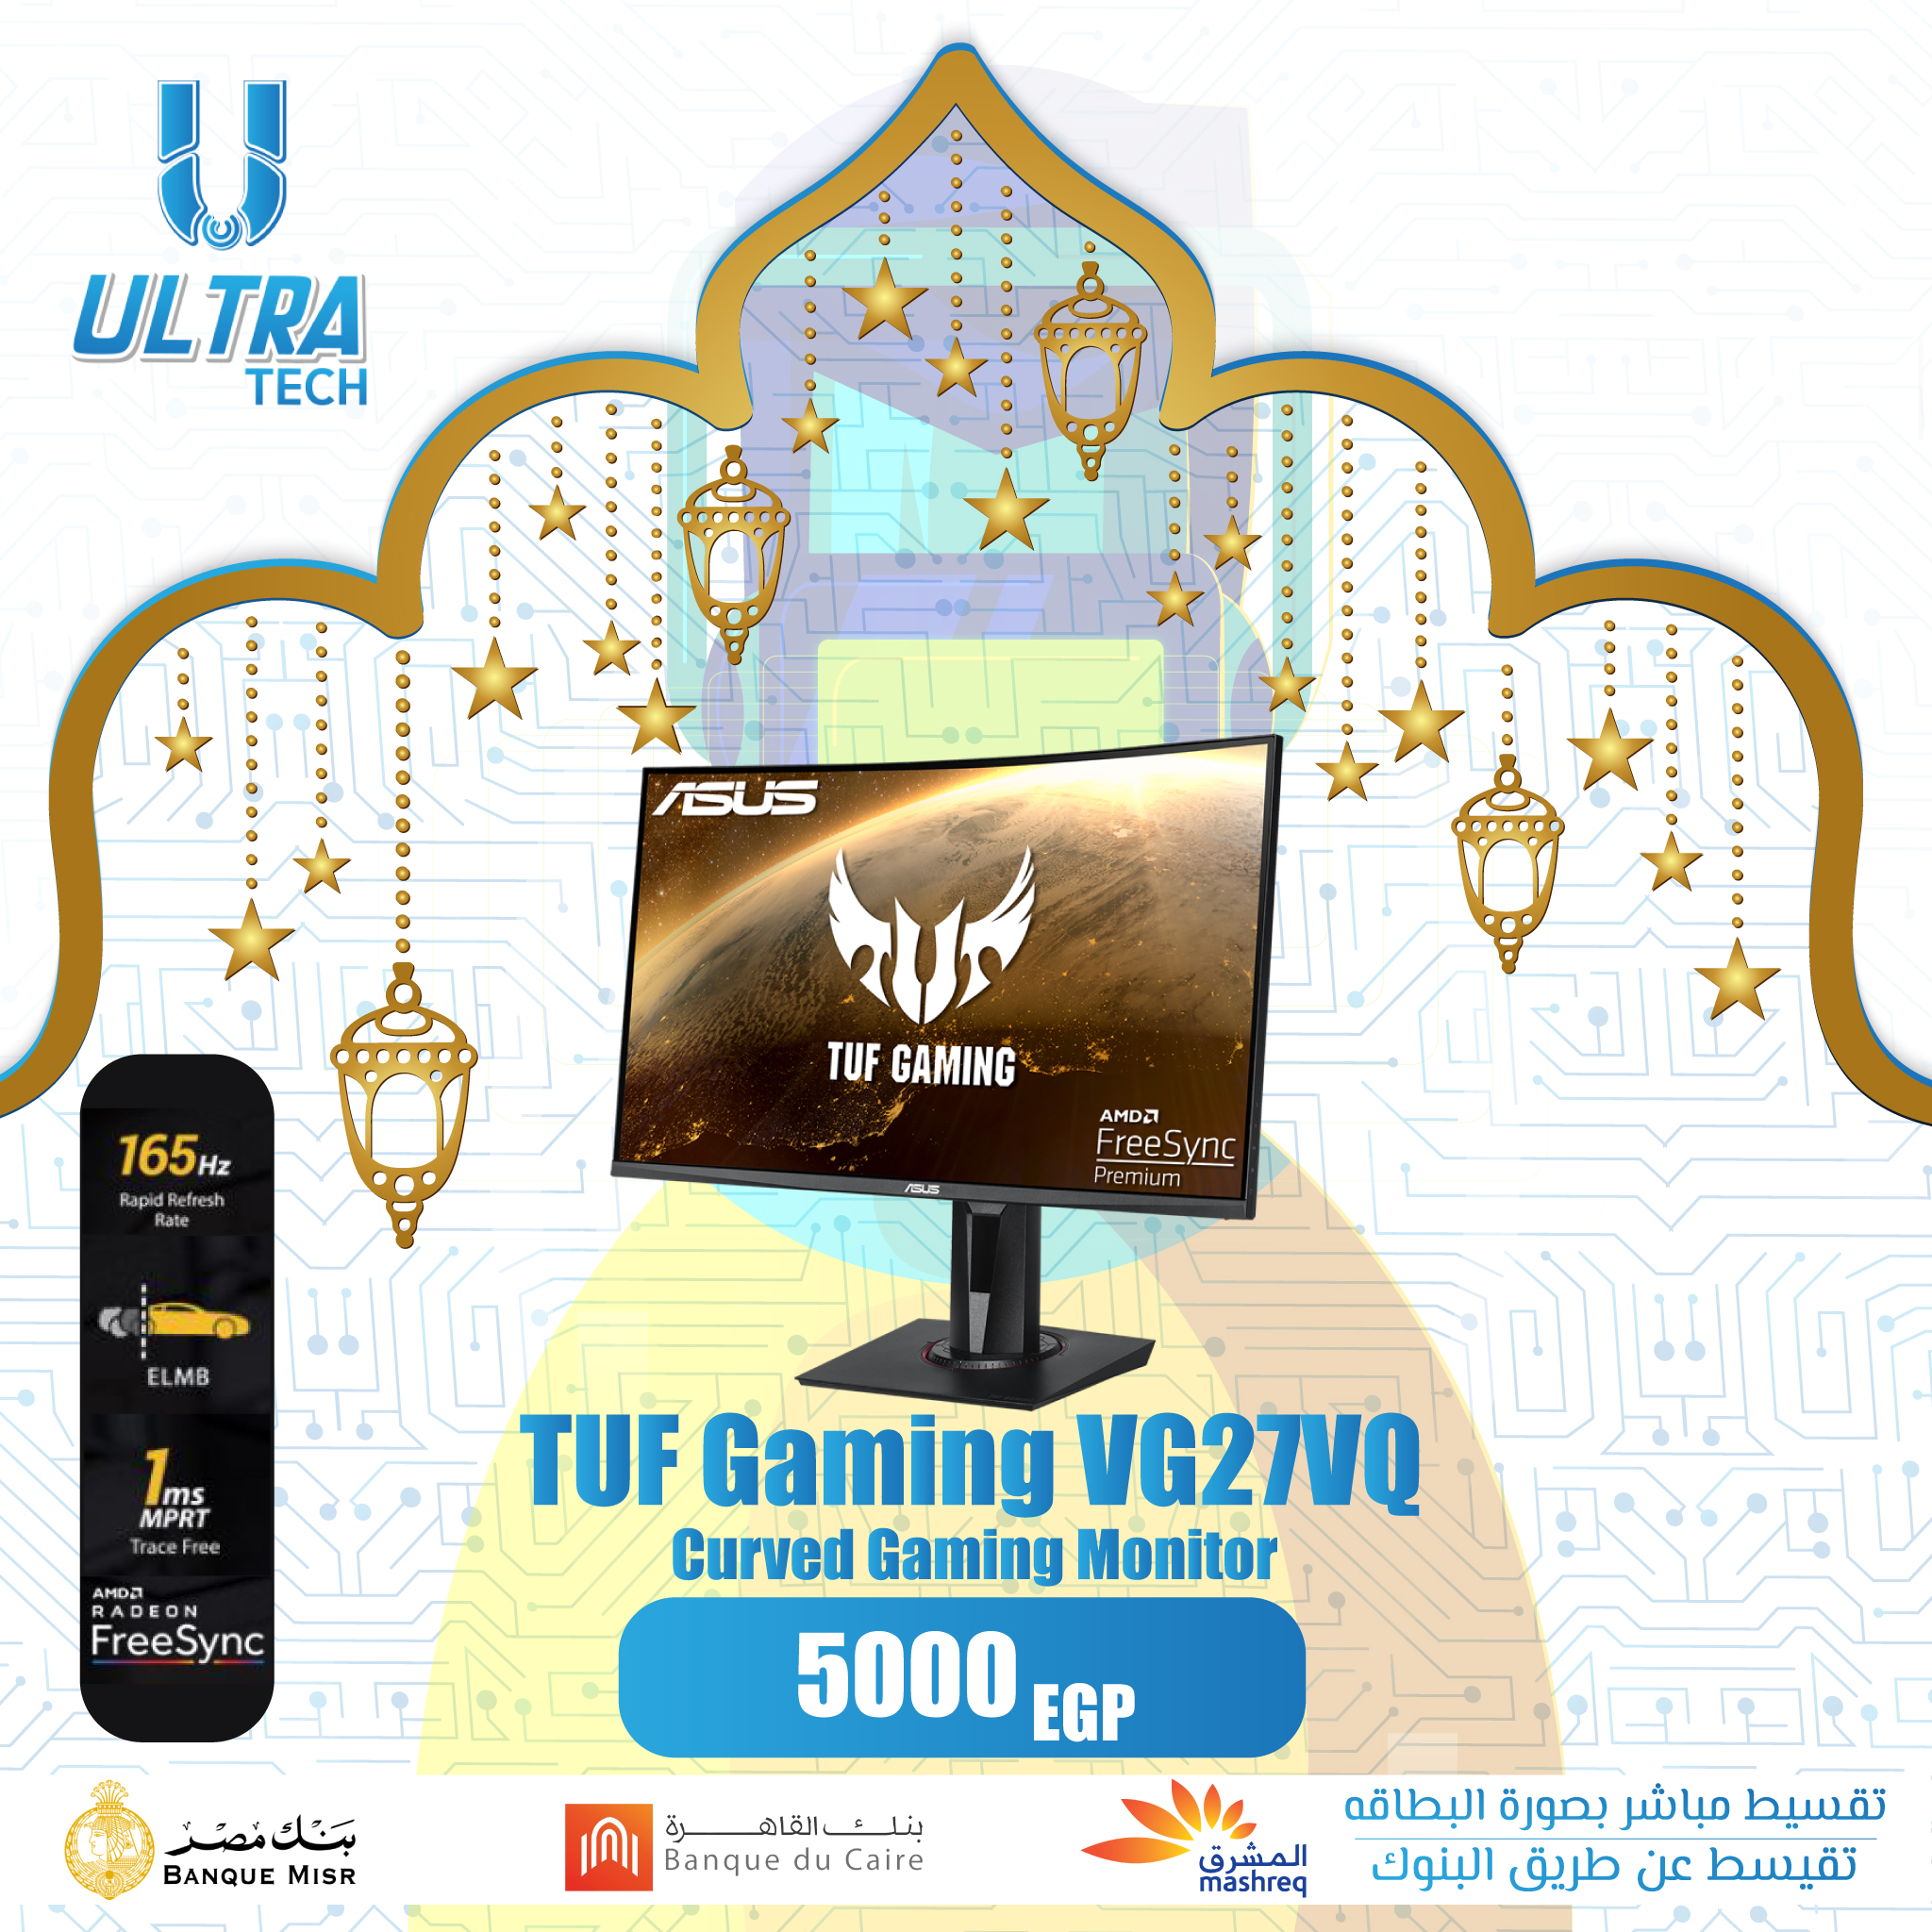 ULTRA
TECH
ASUS
TUF GAMING
AMD
FreeSync
Premium
ASUS
165Hz
Rapid Refresh
Rate
ELMB
1ms
MPRT
Trace Free
AMD
RADEON
FreeSync
TUF Gaming VG27VQ
Curved Gaming Monitor
5000 EGP
بنك مصر
BANQUE MISR
بنك القاهرة
Banque du Caire
المشرق
mashreq
تقسيط مباشر بصورة البطاقه
تقيسط عن طريق البنوك